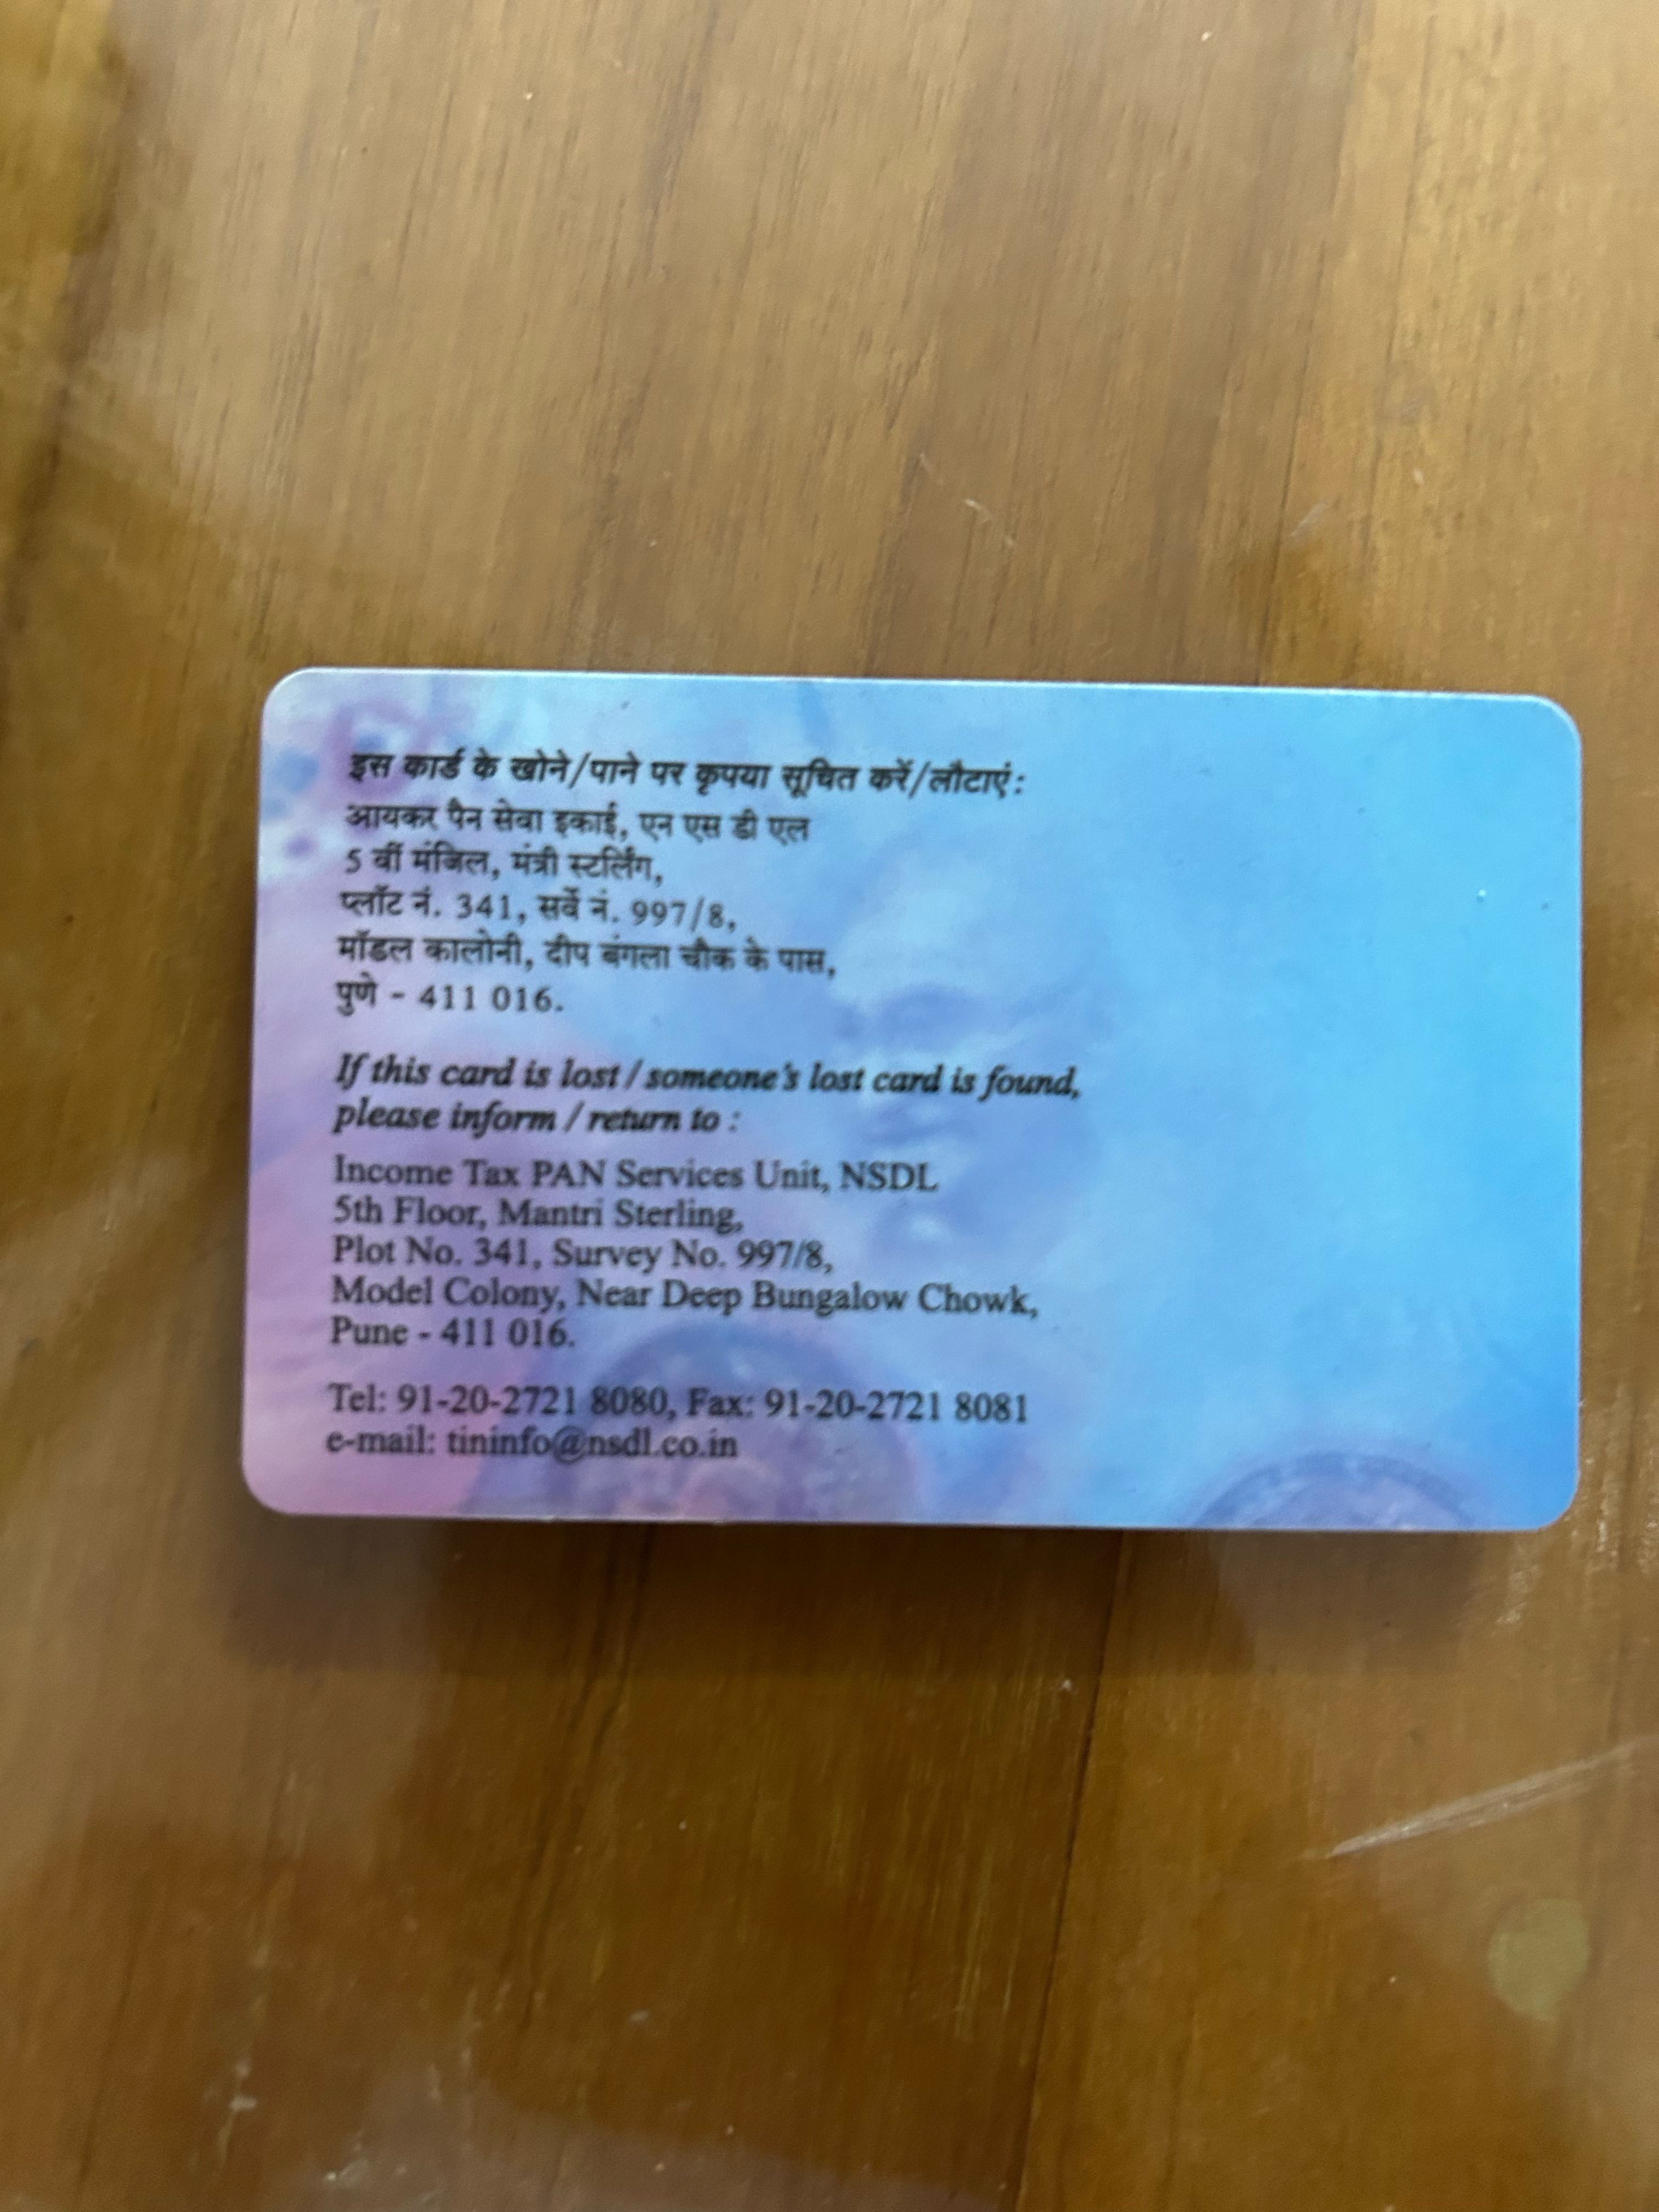 इस कार्ड के खोने/पाने पर कृपया सूचित करें/लौटाएं:
आयकर पैन सेवा इकाई, एन एस डी एल
5 वीं मंजिल, मंत्री स्टर्लिंग,
प्लॉट नं. 341, सर्वे नं. 997/8,
मॉडल कालोनी, दीप बंगला चौक के पास,
पुणे - 411 016.
If this card is lost / someone's lost card is found,
please inform / return to :
Income Tax PAN Services Unit, NSDL
5th Floor, Mantri Sterling,
Plot No. 341, Survey No. 997/8,
Model Colony, Near Deep Bungalow Chowk,
Pune - 411 016.
Tel: 91-20-2721 8080, Fax: 91-20-2721 8081
e-mail: tininfo@nsdl.co.in